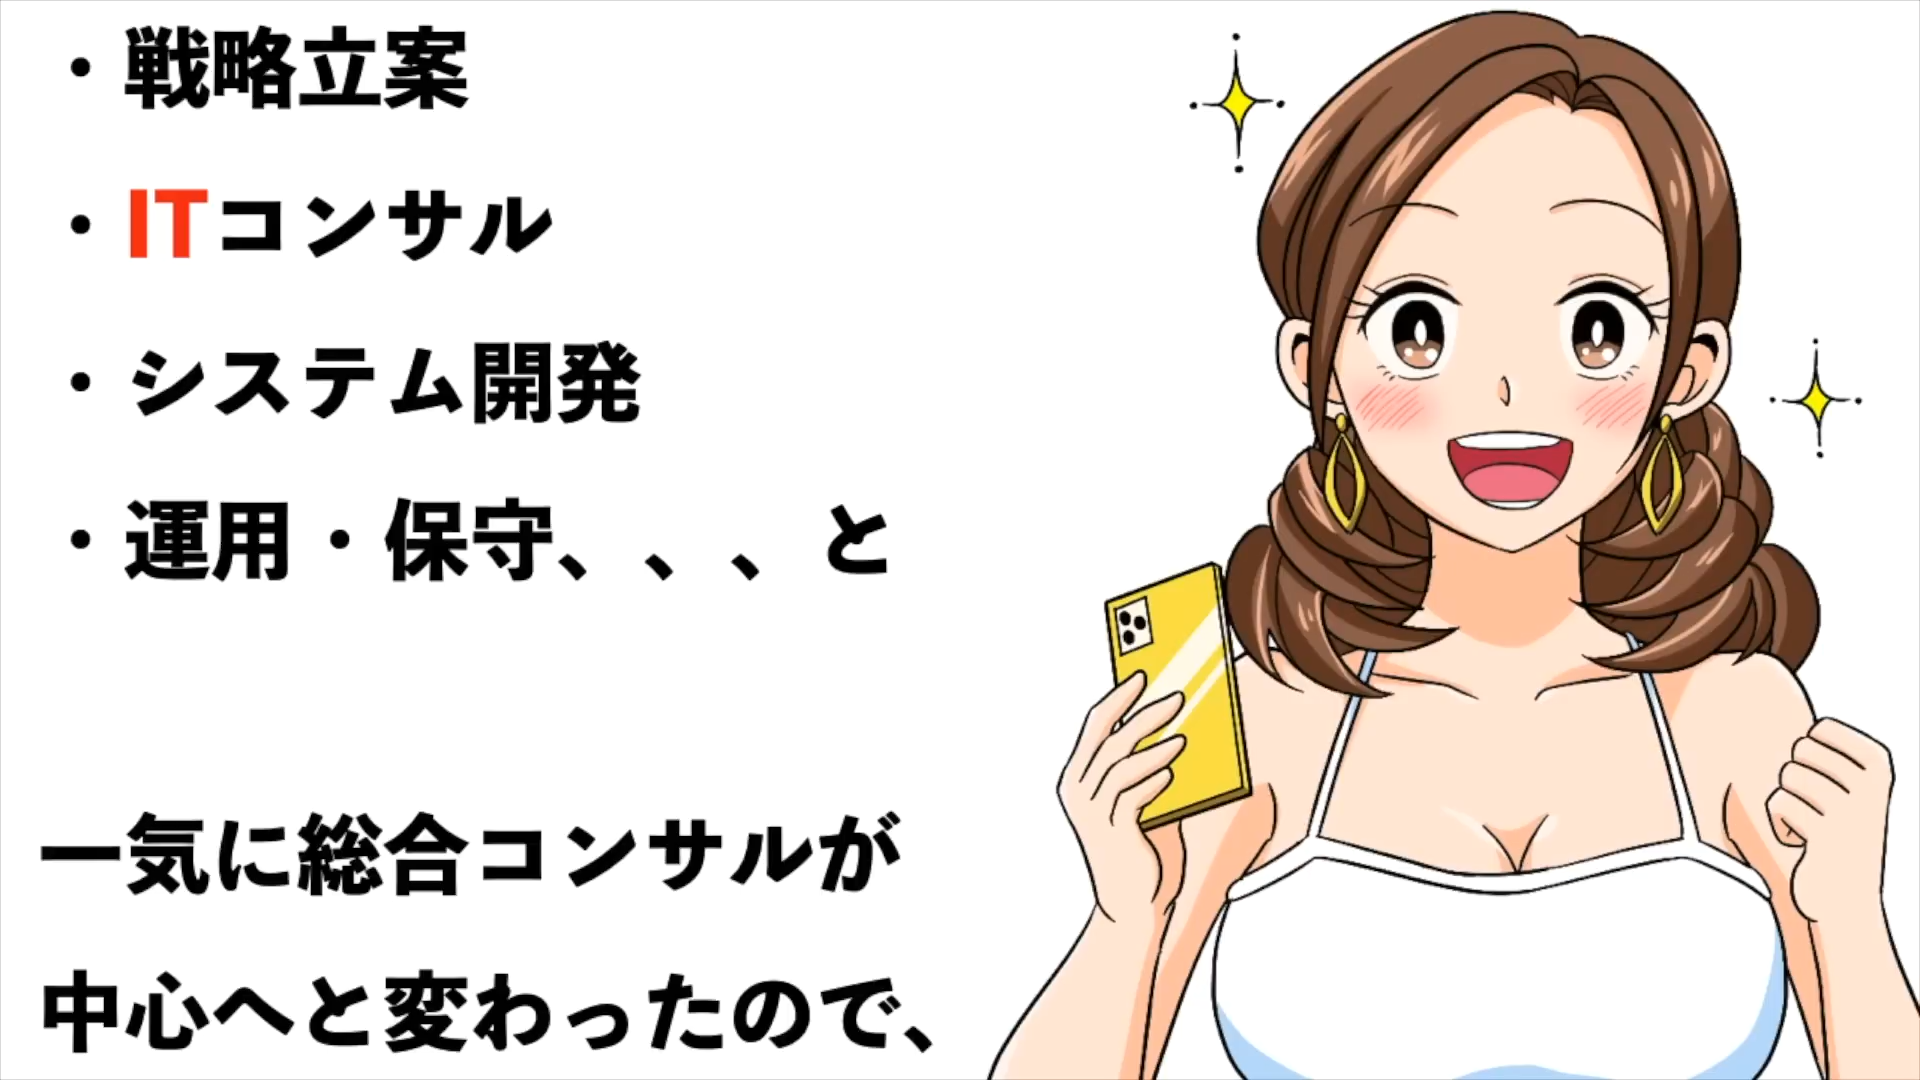 ・戦略立案
・ITコンサル
・システム開発
・運用・保守、、、と
一気に総合コンサルが
中心へと変わったので、